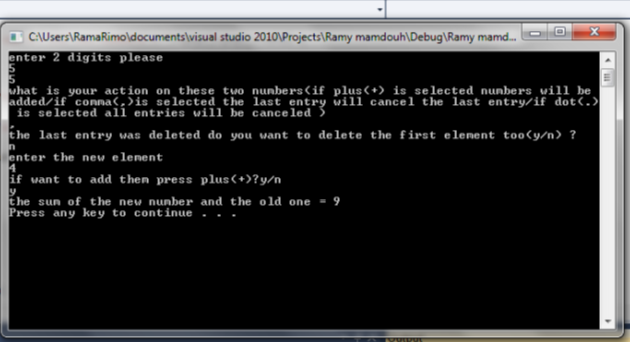 C:\Users\RamaRimo\documents\visual studio 2010\Projects\Ramy mamdouh\Debug\Ramy mamd...
enter 2 digits please
5
5
what is your action on these two numbers(if plus(+) is selected numbers will be
added/if comma(,)is selected the last entry will cancel the last entry/if dot(.)
 is selected all entries will be canceled )
,
the last entry was deleted do you want to delete the first element too(y/n) ?
n
enter the new element
4
if want to add them press plus(+)?y/n
y
the sum of the new number and the old one = 9
Press any key to continue . . .
Output